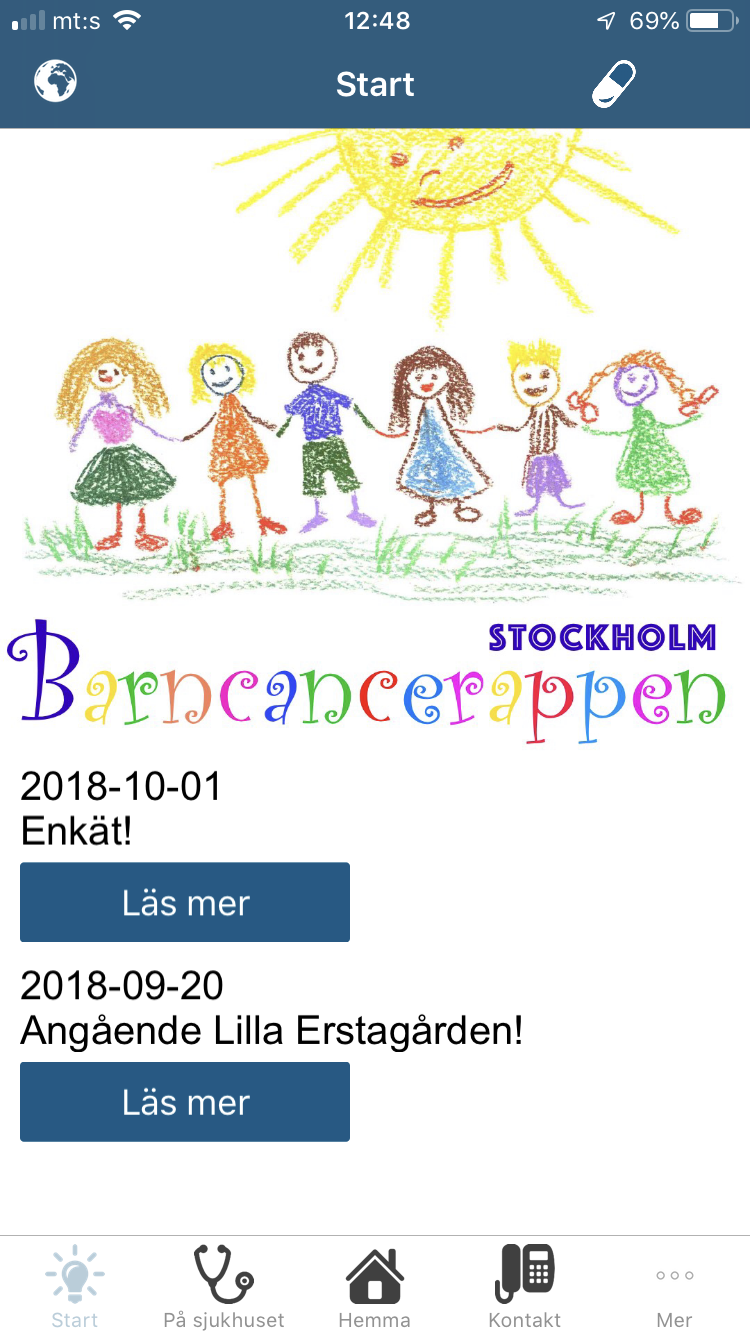 mt:s 12:48 69%
Start
STOCKHOLM
Barncancerappen
2018-10-01
Enkät!
Läs mer
2018-09-20
Angående Lilla Erstagården!
Läs mer
Start På sjukhuset Hemma Kontakt Mer